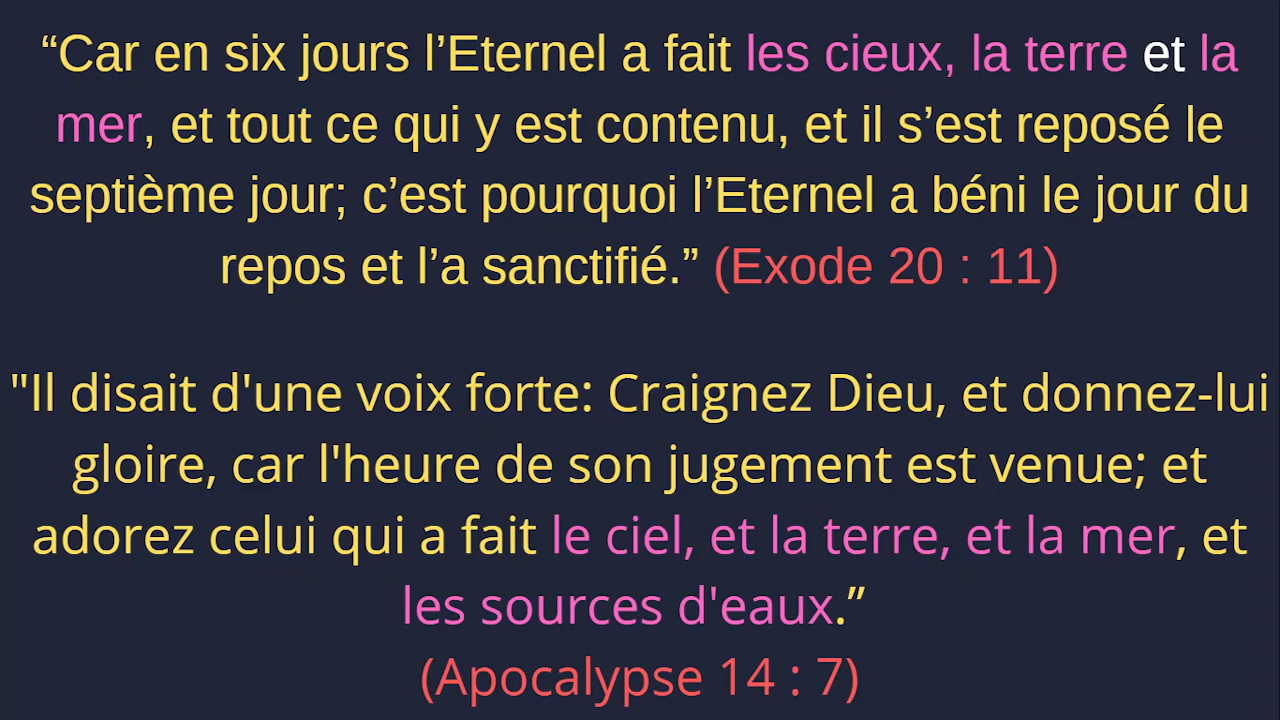 “Car en six jours l’Eternel a fait les cieux, la terre et la
mer, et tout ce qui y est contenu, et il s’est reposé le
septième jour; c’est pourquoi l’Eternel a béni le jour du
repos et l’a sanctifié.” (Exode 20 : 11)
"Il disait d'une voix forte: Craignez Dieu, et donnez-lui
gloire, car l'heure de son jugement est venue; et
adorez celui qui a fait le ciel, et la terre, et la mer, et
les sources d'eaux.”
(Apocalypse 14 : 7)